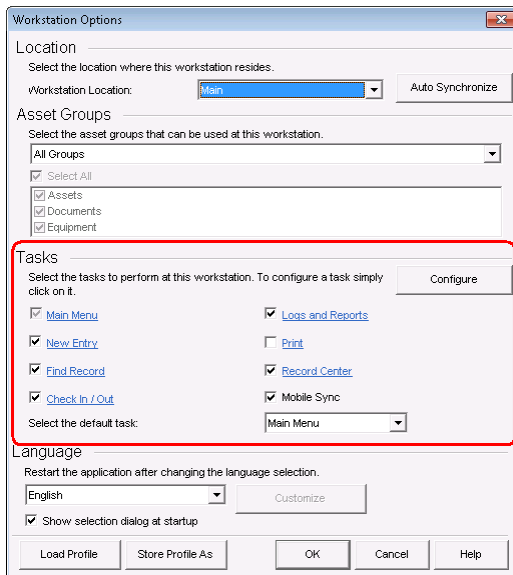 Workstation Options
Location
Select the location where this workstation resides.
Workstation Location:
Main
Auto Synchronize
Asset Groups
Select the asset groups that can be used at this workstation.
All Groups
Select All
Assets
Documents
Equipment
Tasks
Select the tasks to perform at this workstation. To configure a task simply
click on it.
Configure
Main Menu
Logs and Reports
New Entry
Print
Find Record
Record Center
Check In / Out
Mobile Sync
Select the default task:
Main Menu
Language
Restart the application after changing the language selection.
English
Customize
Show selection dialog at startup
Load Profile
Store Profile As
OK
Cancel
Help